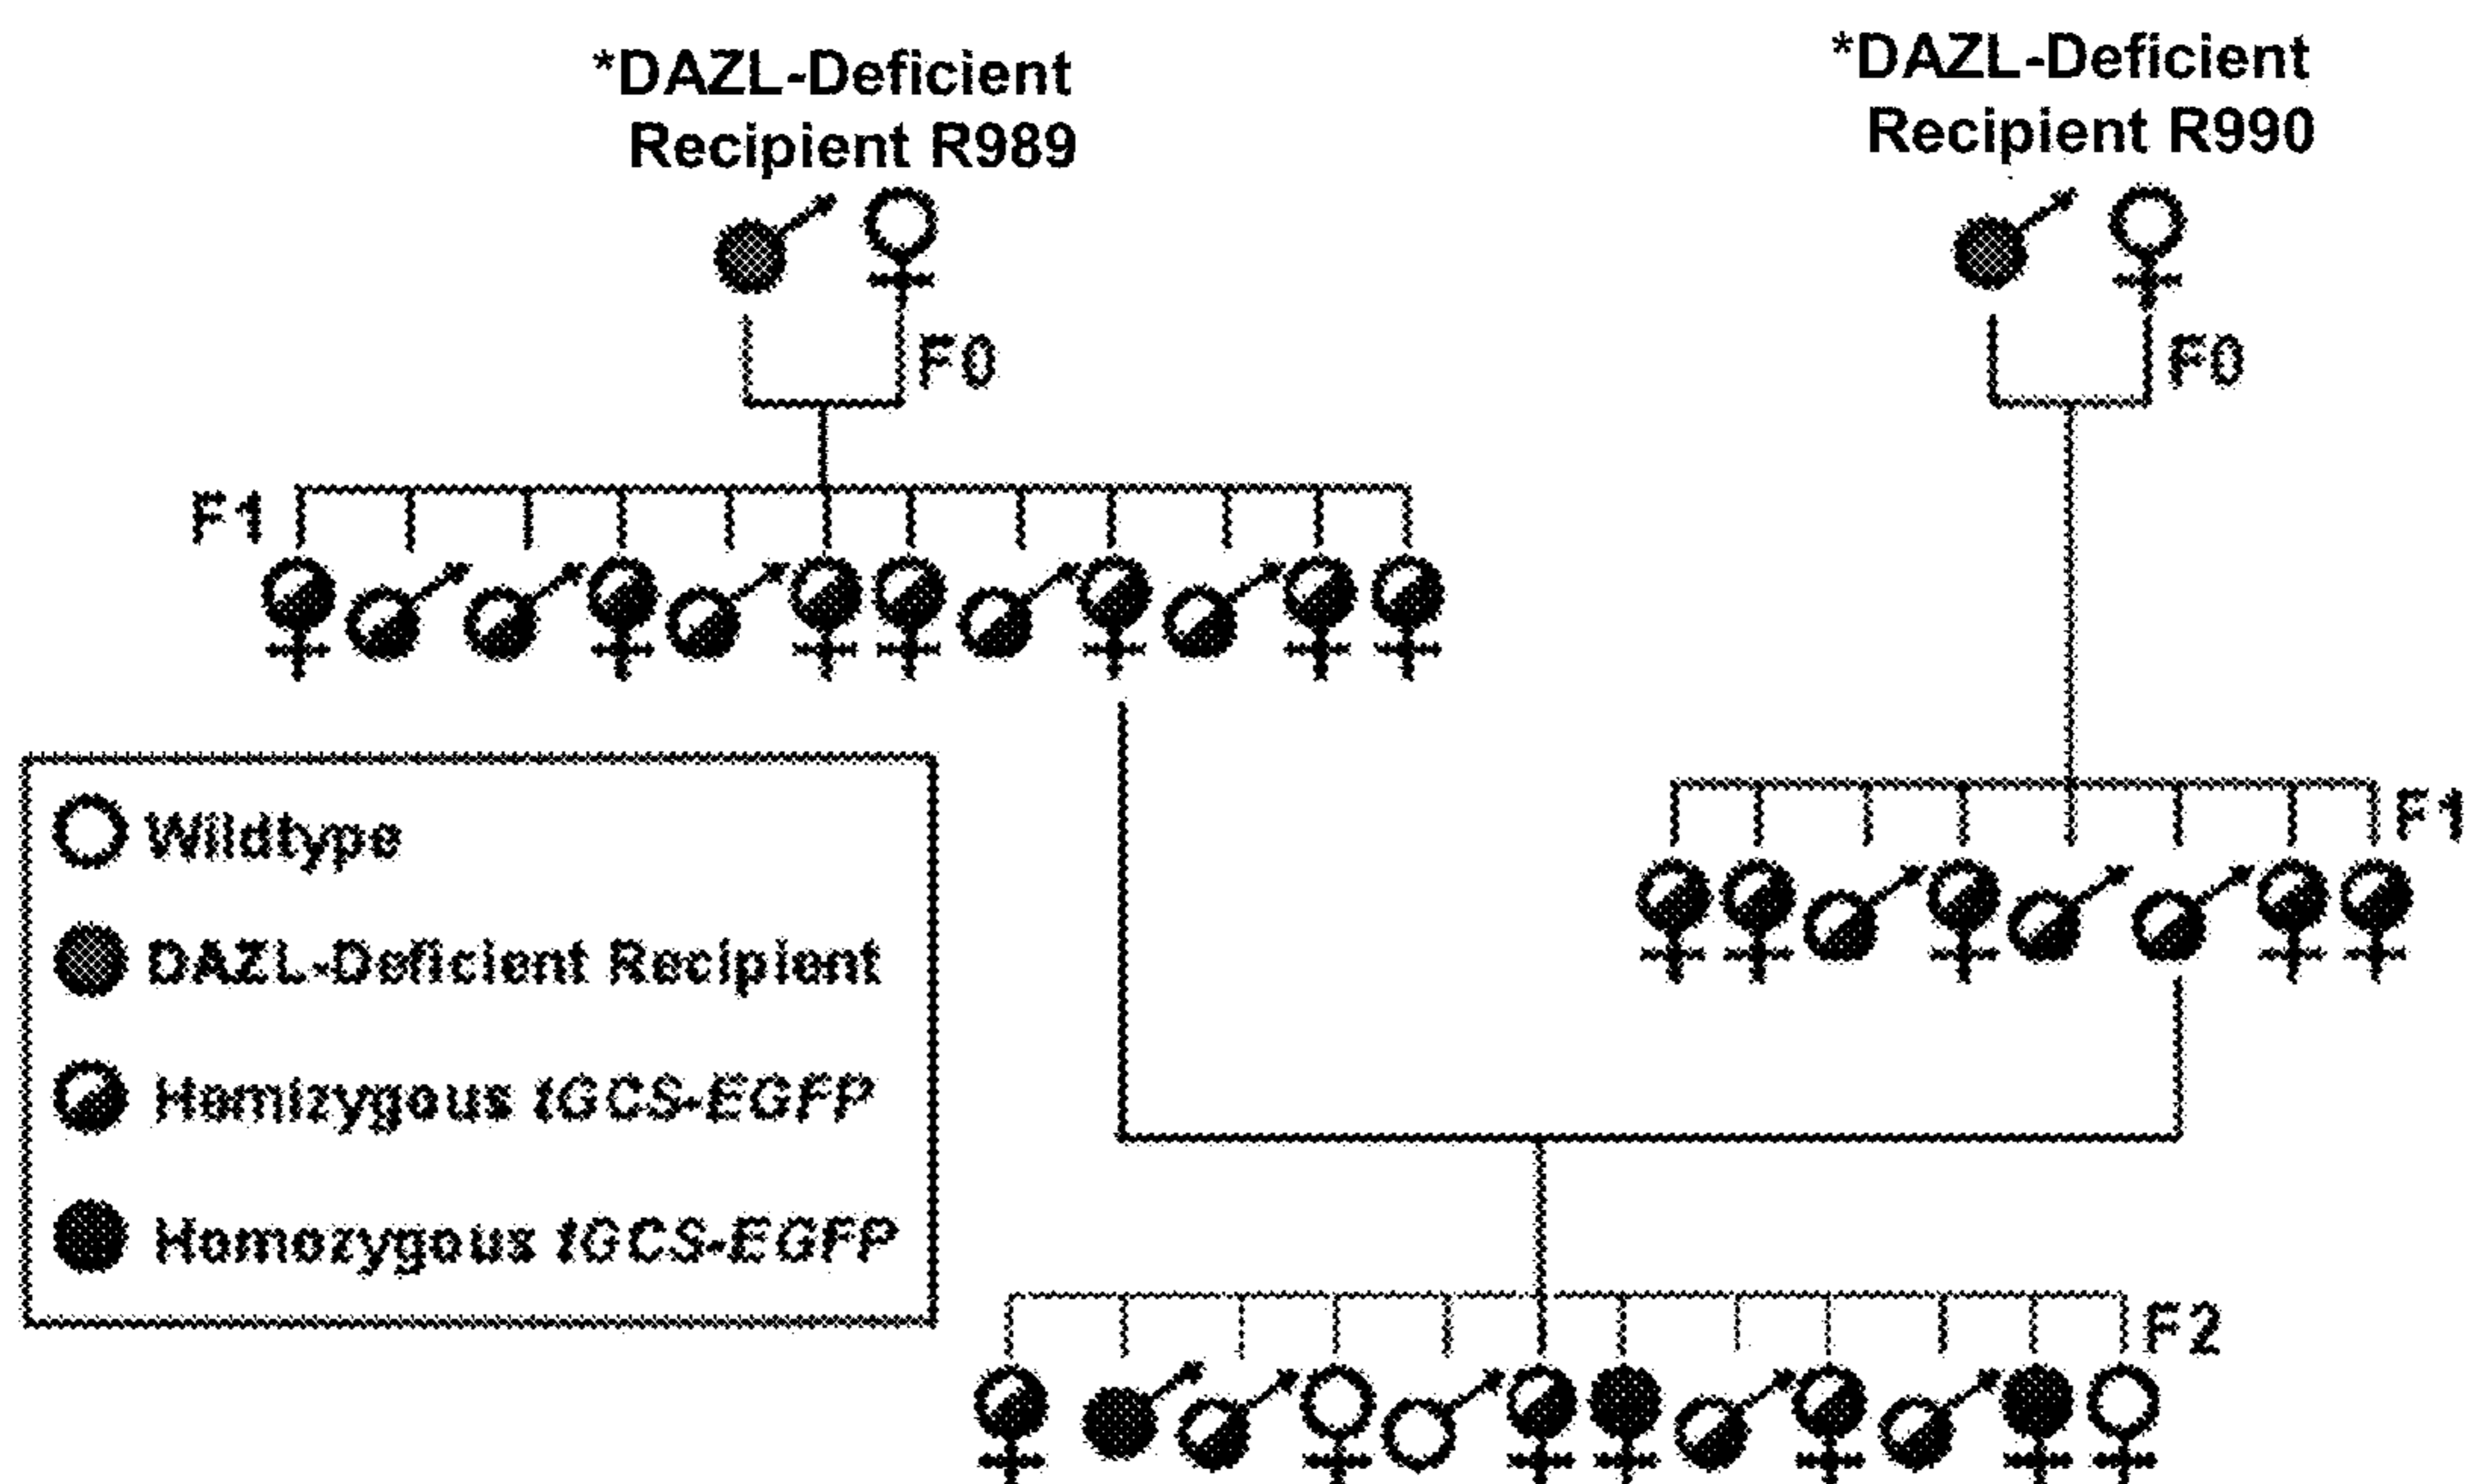 *DAZL-Deficient
Recipient R989
*DAZL-Deficient
Recipient R990
F0
F0
F1
F1
Wildtype
DAZL-Deficient Recipient
Hemizygous tGCS-EGFP
Homozygous tGCS-EGFP
F2